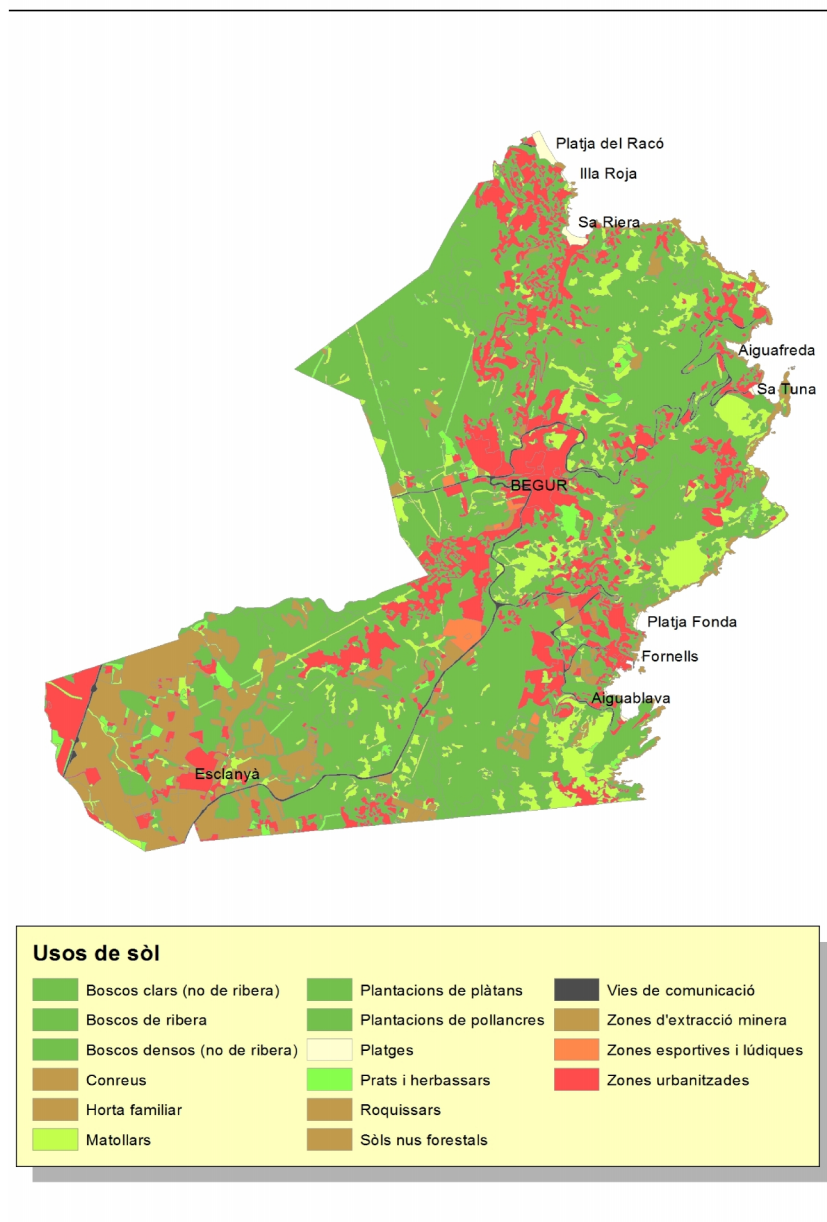 Platja del Racó
Illa Roja
Sa Riera
Aiguafreda
Sa Tuna
BEGUR
Platja Fonda
Fornells
Aiguablava
Esclanyà
Usos de sòl
Boscos clars (no de ribera)
Boscos de ribera
Boscos densos (no de ribera)
Conreus
Horta familiar
Matollars
Plantacions de plàtans
Plantacions de pollancres
Platges
Prats i herbassars
Roquissars
Sòls nus forestals
Vies de comunicació
Zones d'extracció minera
Zones esportives i lúdiques
Zones urbanitzades